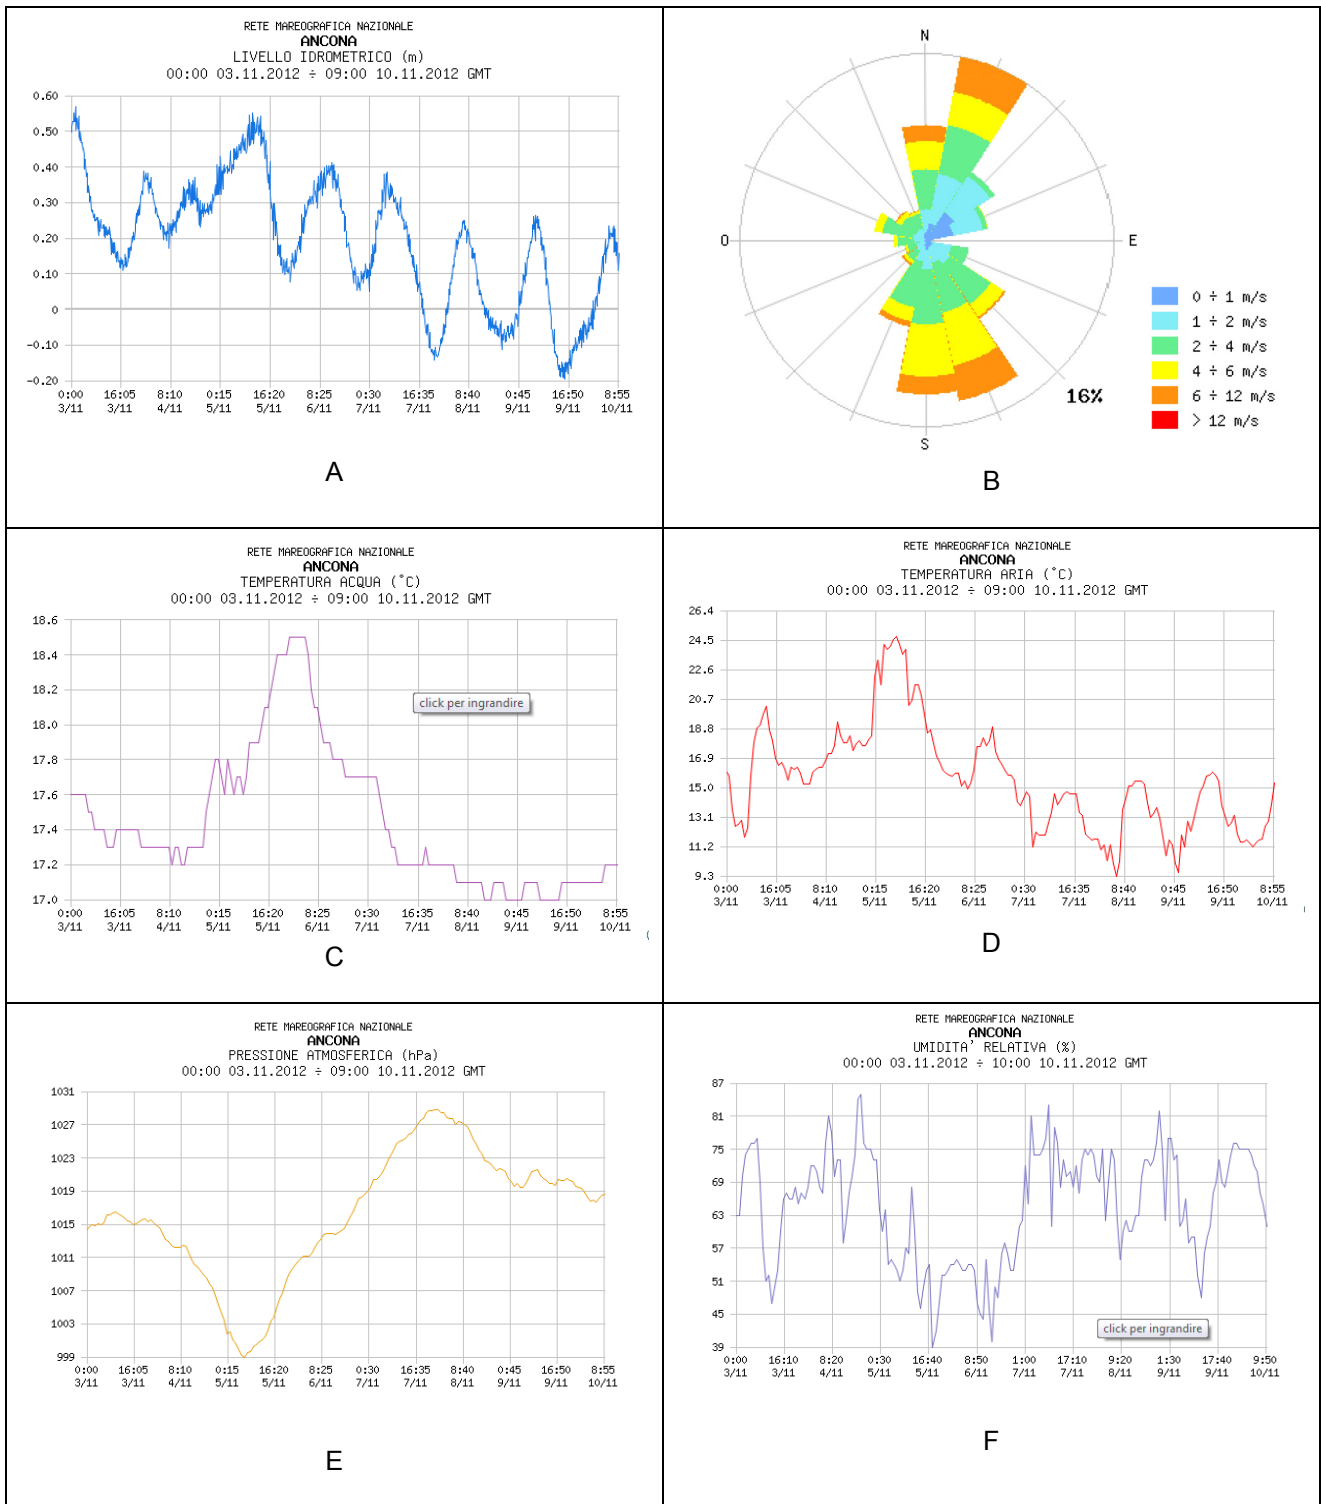 RETE MAREOGRAFICA NAZIONALE
ANCONA
LIVELLO IDROMETRICO (m)
00:00 03.11.2012 ÷ 09:00 10.11.2012 GMT
0.60
0.50
0.40
0.30
0.20
0.10
0
-0.10
-0.20
0:00 16:05 8:10 0:15 16:20 8:25 0:30 16:35 8:40 0:45 16:50 8:55
3/11 3/11 4/11 5/11 5/11 6/11 7/11 7/11 8/11 9/11 9/11 10/11
A
N
O
E
S
16%
0 ÷ 1 m/s
1 ÷ 2 m/s
2 ÷ 4 m/s
4 ÷ 6 m/s
6 ÷ 12 m/s
> 12 m/s
B
RETE MAREOGRAFICA NAZIONALE
ANCONA
TEMPERATURA ACQUA (°C)
00:00 03.11.2012 ÷ 09:00 10.11.2012 GMT
18.6
18.4
18.2
18.0
17.8
17.6
17.4
17.2
17.0
click per ingrandire
0:00 16:05 8:10 0:15 16:20 8:25 0:30 16:35 8:40 0:45 16:50 8:55
3/11 3/11 4/11 5/11 5/11 6/11 7/11 7/11 8/11 9/11 9/11 10/11
C
RETE MAREOGRAFICA NAZIONALE
ANCONA
TEMPERATURA ARIA (°C)
00:00 03.11.2012 ÷ 09:00 10.11.2012 GMT
26.4
24.5
22.6
20.7
18.8
16.9
15.0
13.1
11.2
9.3
0:00 16:05 8:10 0:15 16:20 8:25 0:30 16:35 8:40 0:45 16:50 8:55
3/11 3/11 4/11 5/11 5/11 6/11 7/11 7/11 8/11 9/11 9/11 10/11
D
RETE MAREOGRAFICA NAZIONALE
ANCONA
PRESSIONE ATMOSFERICA (hPa)
00:00 03.11.2012 ÷ 09:00 10.11.2012 GMT
1031
1027
1023
1019
1015
1011
1007
1003
999
0:00 16:05 8:10 0:15 16:20 8:25 0:30 16:35 8:40 0:45 16:50 8:55
3/11 3/11 4/11 5/11 5/11 6/11 7/11 7/11 8/11 9/11 9/11 10/11
E
RETE MAREOGRAFICA NAZIONALE
ANCONA
UMIDITA' RELATIVA (%)
00:00 03.11.2012 ÷ 10:00 10.11.2012 GMT
87
81
75
69
63
57
51
45
39
click per ingrandire
0:00 16:10 8:20 0:30 16:40 8:50 1:00 17:10 9:20 1:30 17:40 9:50
3/11 3/11 4/11 5/11 5/11 6/11 7/11 7/11 8/11 9/11 9/11 10/11
F